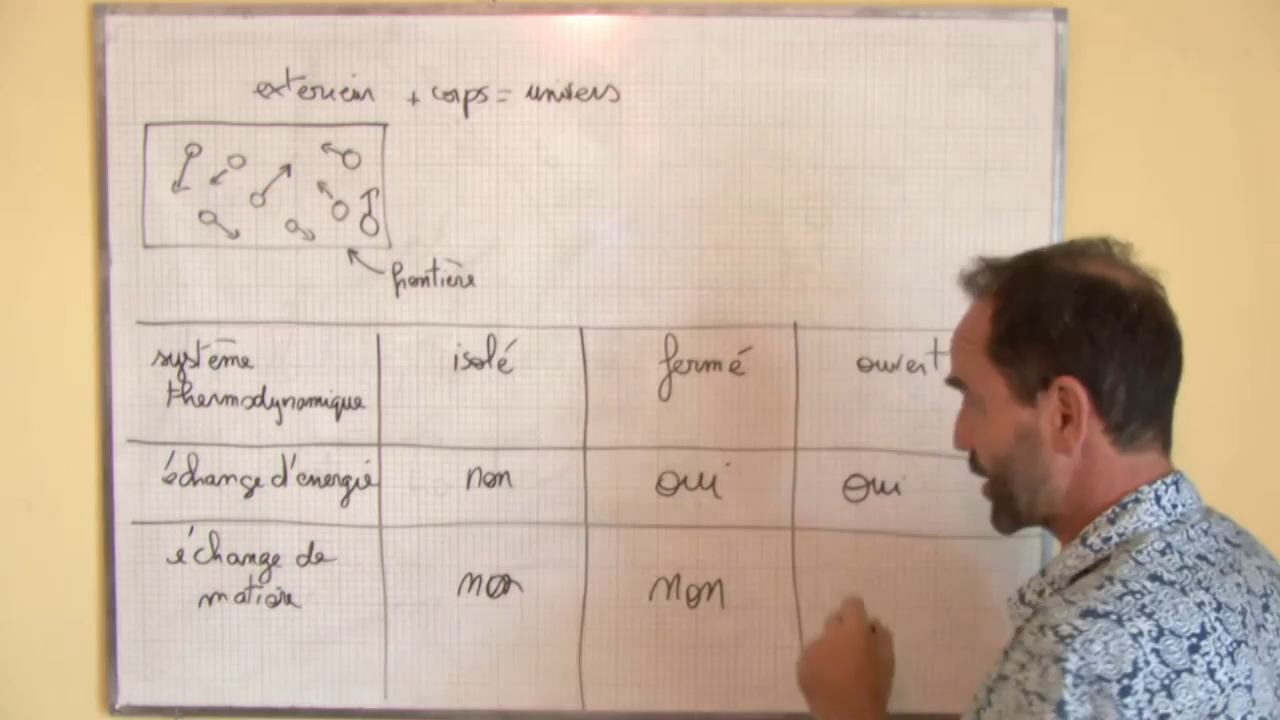 extérieur + corps = univers
frontière
système thermodynamique
isolé
fermé
ouvert
échange d'énergie
non
oui
oui
échange de
matière
non
non